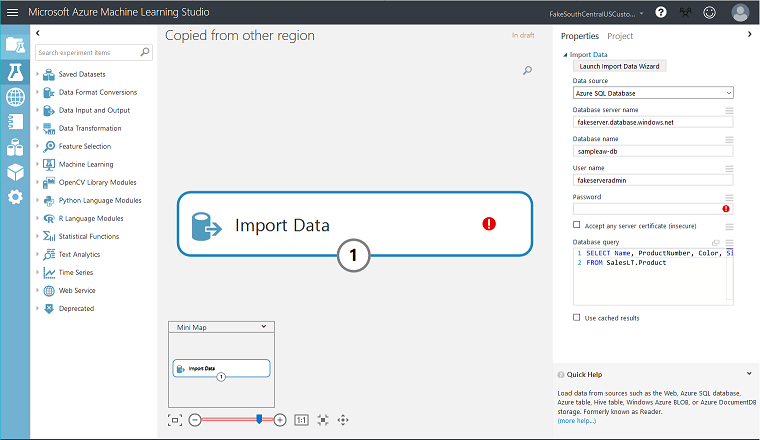 Microsoft Azure Machine Learning Studio
FakeSouthCentralUSCusto...
?
Search experiment items
Saved Datasets
Data Format Conversions
Data Input and Output
Data Transformation
Feature Selection
Machine Learning
OpenCV Library Modules
Python Language Modules
R Language Modules
Statistical Functions
Text Analytics
Time Series
Web Service
Deprecated
Copied from other region
In draft
Import Data
!
1
Mini Map
Import Data
1
1:1
Properties Project
Import Data
Launch Import Data Wizard
Data source
Azure SQL Database
Database server name
fakeserver.database.windows.net
Database name
sampleaw-db
User name
fakeserveradmin
Password
!
Accept any server certificate (insecure)
Database query
1 SELECT Name, ProductNumber, Color,
2 FROM SalesLT.Product
Use cached results
? Quick Help
Load data from sources such as the Web, Azure SQL database,
Azure table, Hive table, Windows Azure BLOB, or Azure DocumentDB
storage. Formerly known as Reader.
(more help...)